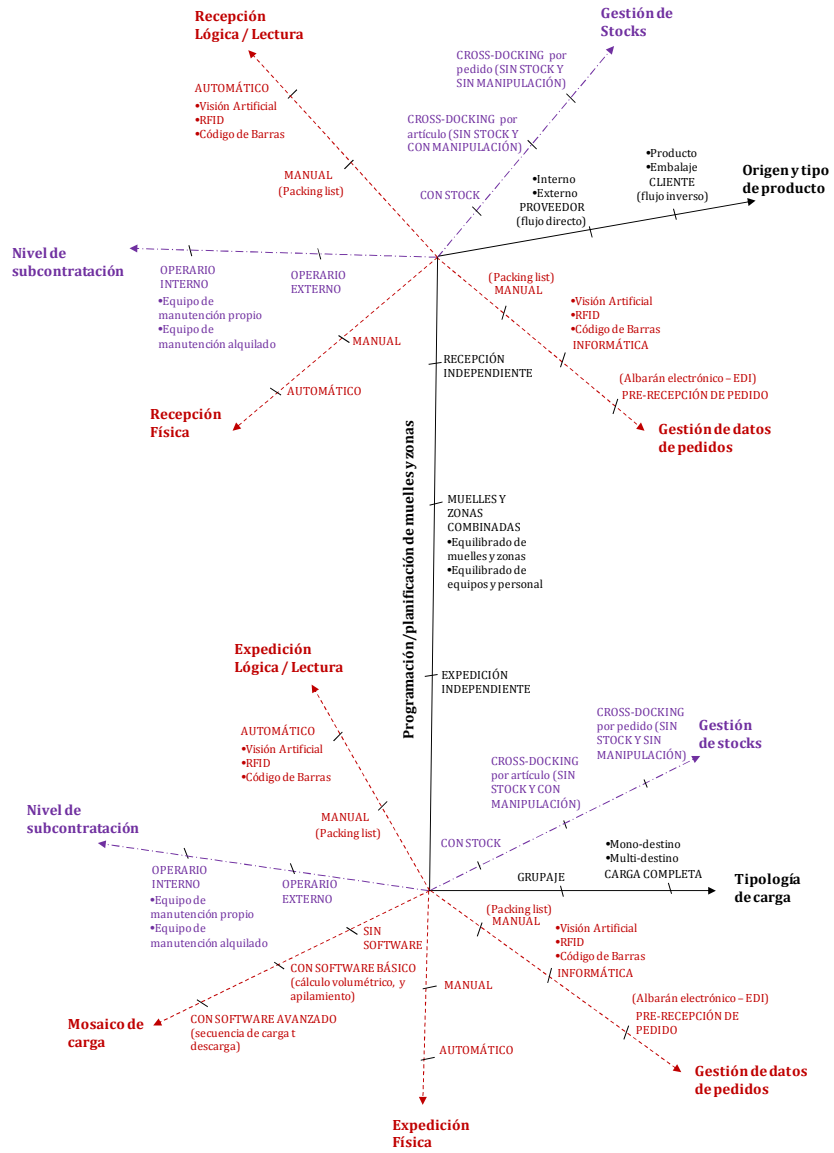 Recepción
Lógica / Lectura
Gestión de
Stocks
CROSS-DOCKING por
pedido (SIN STOCK Y
SIN MANIPULACIÓN)
AUTOMÁTICO
•Visión Artificial
•RFID
•Código de Barras
CROSS-DOCKING por
artículo (SIN STOCK Y
CON MANIPULACIÓN)
MANUAL
(Packing list)
CON STOCK
•Interno
•Externo
PROVEEDOR
(flujo directo)
•Producto
•Embalaje
CLIENTE
(flujo inverso)
Origen y tipo
de producto
Nivel de
subcontratación
OPERARIO
INTERNO
•Equipo de
manutención propio
•Equipo de
manutención alquilado
OPERARIO
EXTERNO
(Packing list)
MANUAL
•Visión Artificial
•RFID
•Código de Barras
INFORMÁTICA
MANUAL
AUTOMÁTICO
Recepción
Física
RECEPCIÓN
INDEPENDIENTE
(Albarán electrónico – EDI)
PRE-RECEPCIÓN DE PEDIDO
Gestión de datos
de pedidos
Programación/planificación de muelles y zonas
MUELLES Y
ZONAS
COMBINADAS
•Equilibrado de
muelles y zonas
•Equilibrado de
equipos y personal
Expedición
Lógica / Lectura
EXPEDICIÓN
INDEPENDIENTE
AUTOMÁTICO
•Visión Artificial
•RFID
•Código de Barras
MANUAL
(Packing list)
CROSS-DOCKING
por pedido (SIN
STOCK Y SIN
MANIPULACIÓN)
Gestión
de stocks
CROSS-DOCKING
por artículo (SIN
STOCK Y CON
MANIPULACIÓN)
CON STOCK
Nivel de
subcontratación
OPERARIO
INTERNO
•Equipo de
manutención propio
•Equipo de
manutención alquilado
OPERARIO
EXTERNO
•Mono-destino
•Multi-destino
CARGA COMPLETA
GRUPAJE
Tipología
de carga
(Packing list)
MANUAL
•Visión Artificial
•RFID
•Código de Barras
INFORMÁTICA
SIN
SOFTWARE
CON SOFTWARE BÁSICO
(cálculo volumétrico, y
apilamiento)
CON SOFTWARE AVANZADO
(secuencia de carga t
descarga)
Mosaico de
carga
MANUAL
AUTOMÁTICO
(Albarán electrónico – EDI)
PRE-RECEPCIÓN DE
PEDIDO
Gestión de datos
de pedidos
Expedición
Física